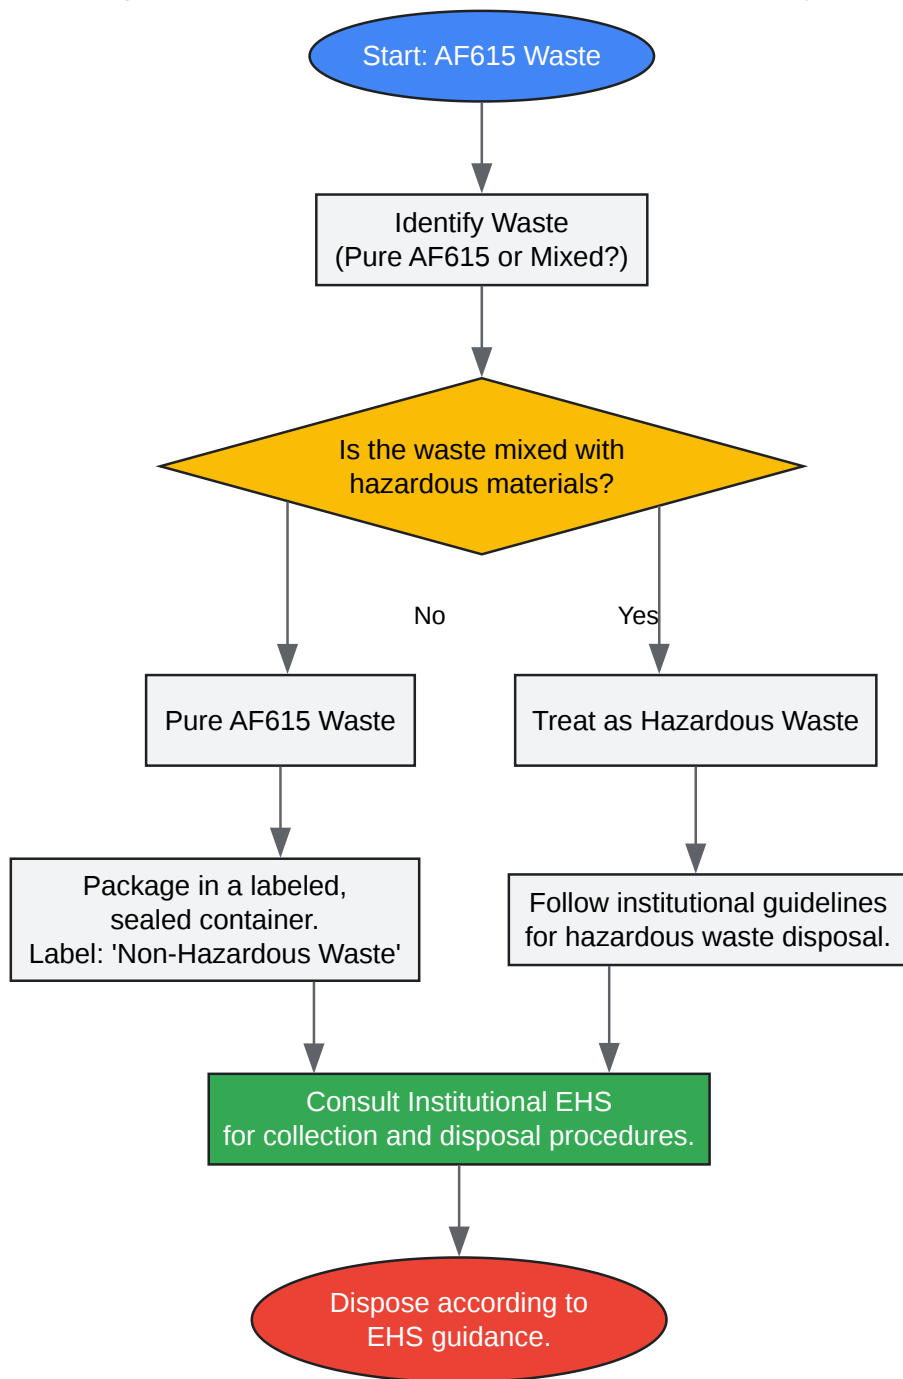 Start: AF615 Waste
Identify Waste
(Pure AF615 or Mixed?)
Is the waste mixed with
hazardous materials?
No
Yes
Pure AF615 Waste
Treat as Hazardous Waste
Package in a labeled,
sealed container.
Label: 'Non-Hazardous Waste'
Follow institutional guidelines
for hazardous waste disposal.
Consult Institutional EHS
for collection and disposal procedures.
Dispose according to
EHS guidance.